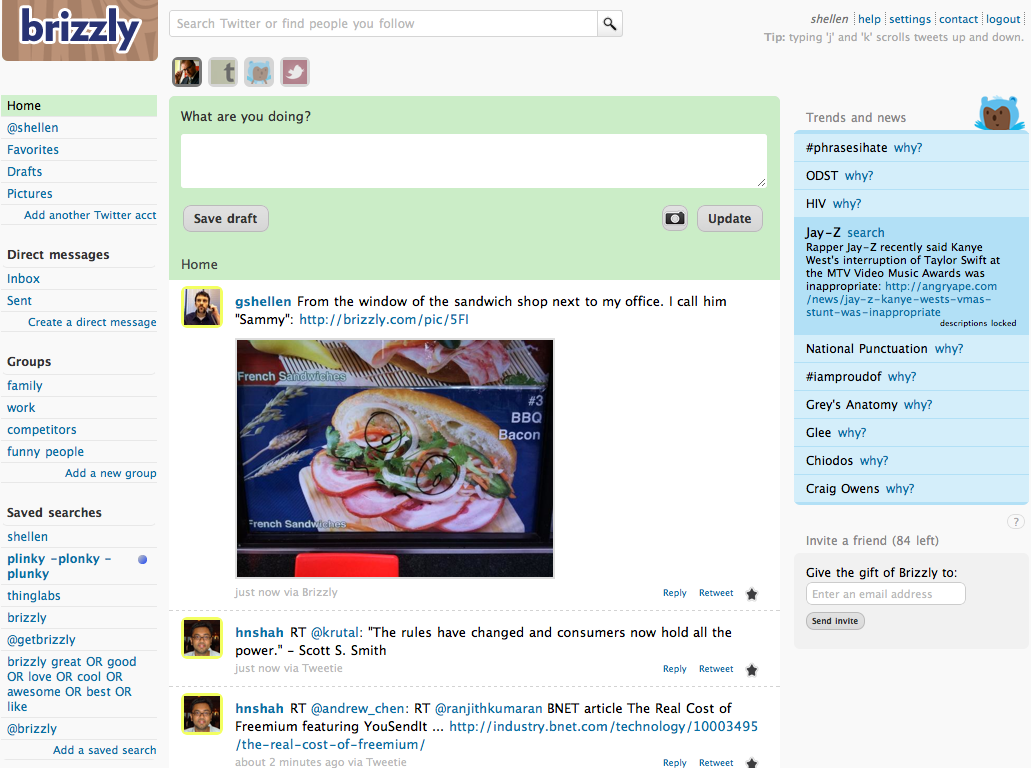 brizzly
Search Twitter or find people you follow
shellen help settings contact logout
Tip: typing 'j' and 'k' scrolls tweets up and down.
t
Home
@shellen
Favorites
Drafts
Pictures
Add another Twitter acct
Direct messages
Inbox
Sent
Create a direct message
Groups
family
work
competitors
funny people
Add a new group
Saved searches
shellen
plinky -plonky -
plunky
thinglabs
brizzly
@getbrizzly
brizzly great OR good
OR love OR cool OR
awesome OR best OR
like
@brizzly
Add a saved search
What are you doing?
Save draft
Update
Home
gshellen From the window of the sandwich shop next to my office. I call him
"Sammy": http://brizzly.com/pic/5FI
French Sandwiches
#3
BBQ
Bacon
French Sandwiches
just now via Brizzly
Reply Retweet
hnshah RT @krutal: "The rules have changed and consumers now hold all the
power." - Scott S. Smith
just now via Tweetie
Reply Retweet
hnshah RT @andrew_chen: RT @ranjithkumaran BNET article The Real Cost of
Freemium featuring YouSendIt ... http://industry.bnet.com/technology/10003495
/the-real-cost-of-freemium/
about 2 minutes ago via Tweetie
Reply Retweet
Trends and news
#phrasesihate why?
ODST why?
HIV why?
Jay-Z search
Rapper Jay-Z recently said Kanye
West's interruption of Taylor Swift at
the MTV Video Music Awards was
inappropriate: http://angryape.com
/news/jay-z-kanye-wests-vmas-
stunt-was-inappropriate
descriptions locked
National Punctuation why?
#iamproudof why?
Grey's Anatomy why?
Glee why?
Chiodos why?
Craig Owens why?
?
Invite a friend (84 left)
Give the gift of Brizzly to:
Enter an email address
Send invite